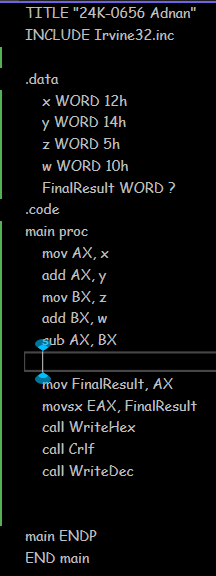 TITLE "24K-0656 Adnan"
INCLUDE Irvine32.inc
.data
x WORD 12h
y WORD 14h
z WORD 5h
w WORD 10h
FinalResult WORD ?
.code
main proc
mov AX, x
add AX, y
mov BX, z
add BX, w
sub AX, BX
mov FinalResult, AX
movsx EAX, FinalResult
call WriteHex
call Crlf
call WriteDec
main ENDP
END main